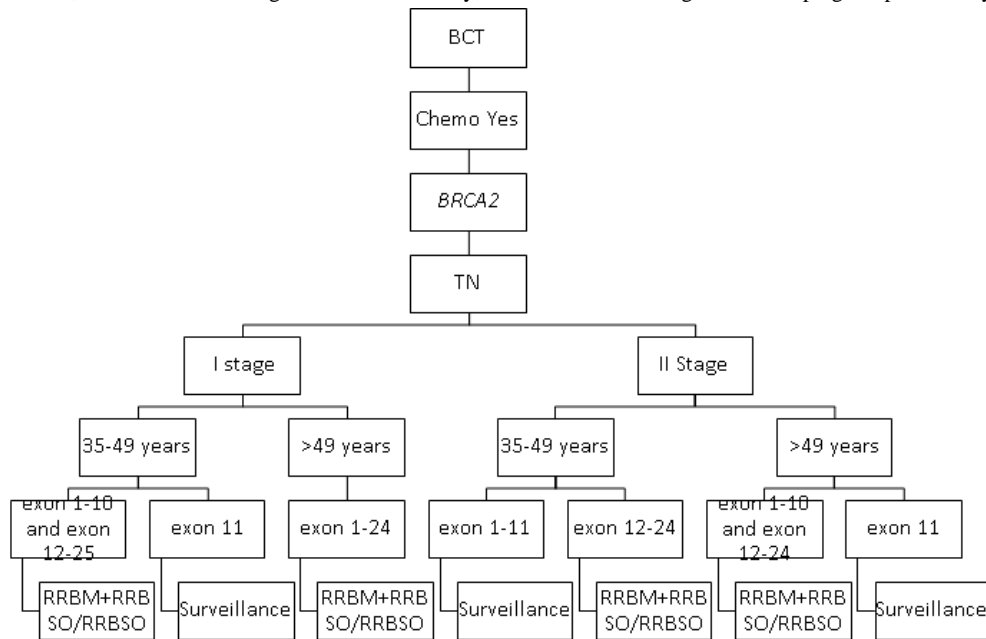 BCT
Chemo Yes
BRCA2
TN
I stage
II Stage
35-49 years
>49 years
35-49 years
>49 years
exon 1-10
and exon
12-25
exon 11
exon 1-24
exon 1-11
exon 12-24
exon 1-10
and exon
12-24
exon 11
RRBM+RRB
SO/RRBSO
Surveillance
RRBM+RRB
SO/RRBSO
Surveillance
RRBM+RRB
SO/RRBSO
RRBM+RRB
SO/RRBSO
Surveillance